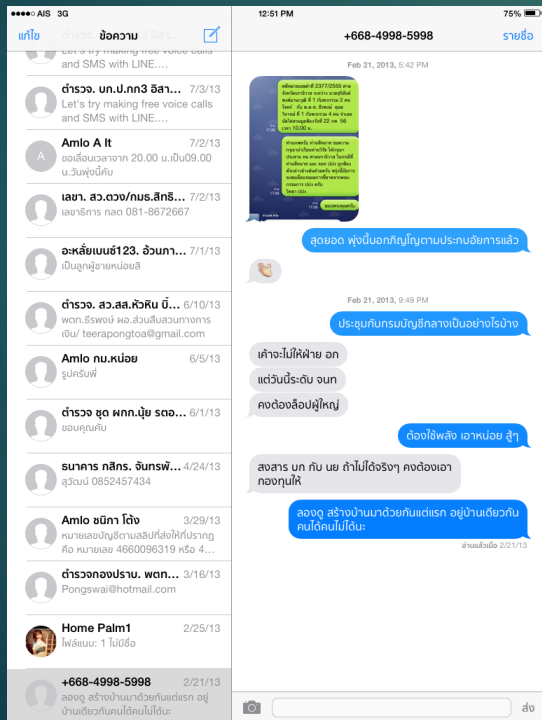 AIS 3G
12:51 PM
75%
แก้ไข
ข้อความ
Let's try making free voice calls
and SMS with LINE....
ตำรวจ. บก.ป.กก3 อิสา... 7/3/13
Let's try making free voice calls
and SMS with LINE....
A
Amlo A It 7/2/13
ขอเลื่อนเวลาจาก 20.00 น.เป็น09.00
น.วันพุ่งนี้คับ
เลขา. สว.ตวง/กมธ.สิทธิ... 7/2/13
เลขาธิการ กลต 081-8672667
อะหลั่ยเบนซ์123. อ้วนภา... 7/1/13
เป็นลูกผู้ชายหน่อยสิ
ตำรวจ. สว.สส.หัวหิน บิ้... 6/10/13
พตท.ธีรพงษ์ ผอ.ส่วนสืบสวนทางการ
เงิน/ teerapongtoa@gmail.com
Amlo กม.หน่อย 6/5/13
รูปครับพี่
ตำรวจ ชุด ผกก.นุ้ย รตอ... 6/1/13
ขอบคุณคับ
ธนาคาร กสิกร. จันทรพั... 4/24/13
สุวัฒน์ 0852457434
Amlo ชนิกา โด้ง 3/29/13
หมายเลขบัญชีตามสลิปที่ส่งให้ที่ปรากฏ
คือ หมายเลข 4660096319 หรือ 4...
ตำรวจกองปราบ. พตท... 3/16/13
Pongswai@hotmail.com
Home Palm1 2/25/13
ไฟล์แนบ: 1 ไม่มีชื่อ
+668-4998-5998 2/21/13
ลองดู สร้างบ้านมาด้วยกันแต่แรก อยู่
บ้านเดียวกันคนได้คนไม่ได้นะ
+668-4998-5998
รายชื่อ
Feb 21, 2013, 5:42 PM
ขอบพระคุณครับ
สุดยอด พุ่งนี้บอกภิญโญตามประกบอัยการแล้ว
Feb 21, 2013, 9:49 PM
ประชุมกับกรมบัญชีกลางเป็นอย่างไรบ้าง
เค้าจะไม่ให้ฝ่าย อก
แต่วันนี้ระดับ จนท
คงต้องล็อปผู้ใหญ่
ต้องใช้พลัง เอาหน่อย สู้ๆ
สงสาร บก กับ นย ถ้าไม่ได้จริงๆ คงต้องเอา
กองทุนให้
ลองดู สร้างบ้านมาด้วยกันแต่แรก อยู่บ้านเดียวกัน
คนได้คนไม่ได้นะ
อ่านแล้วเมื่อ 2/21/13
ส่ง